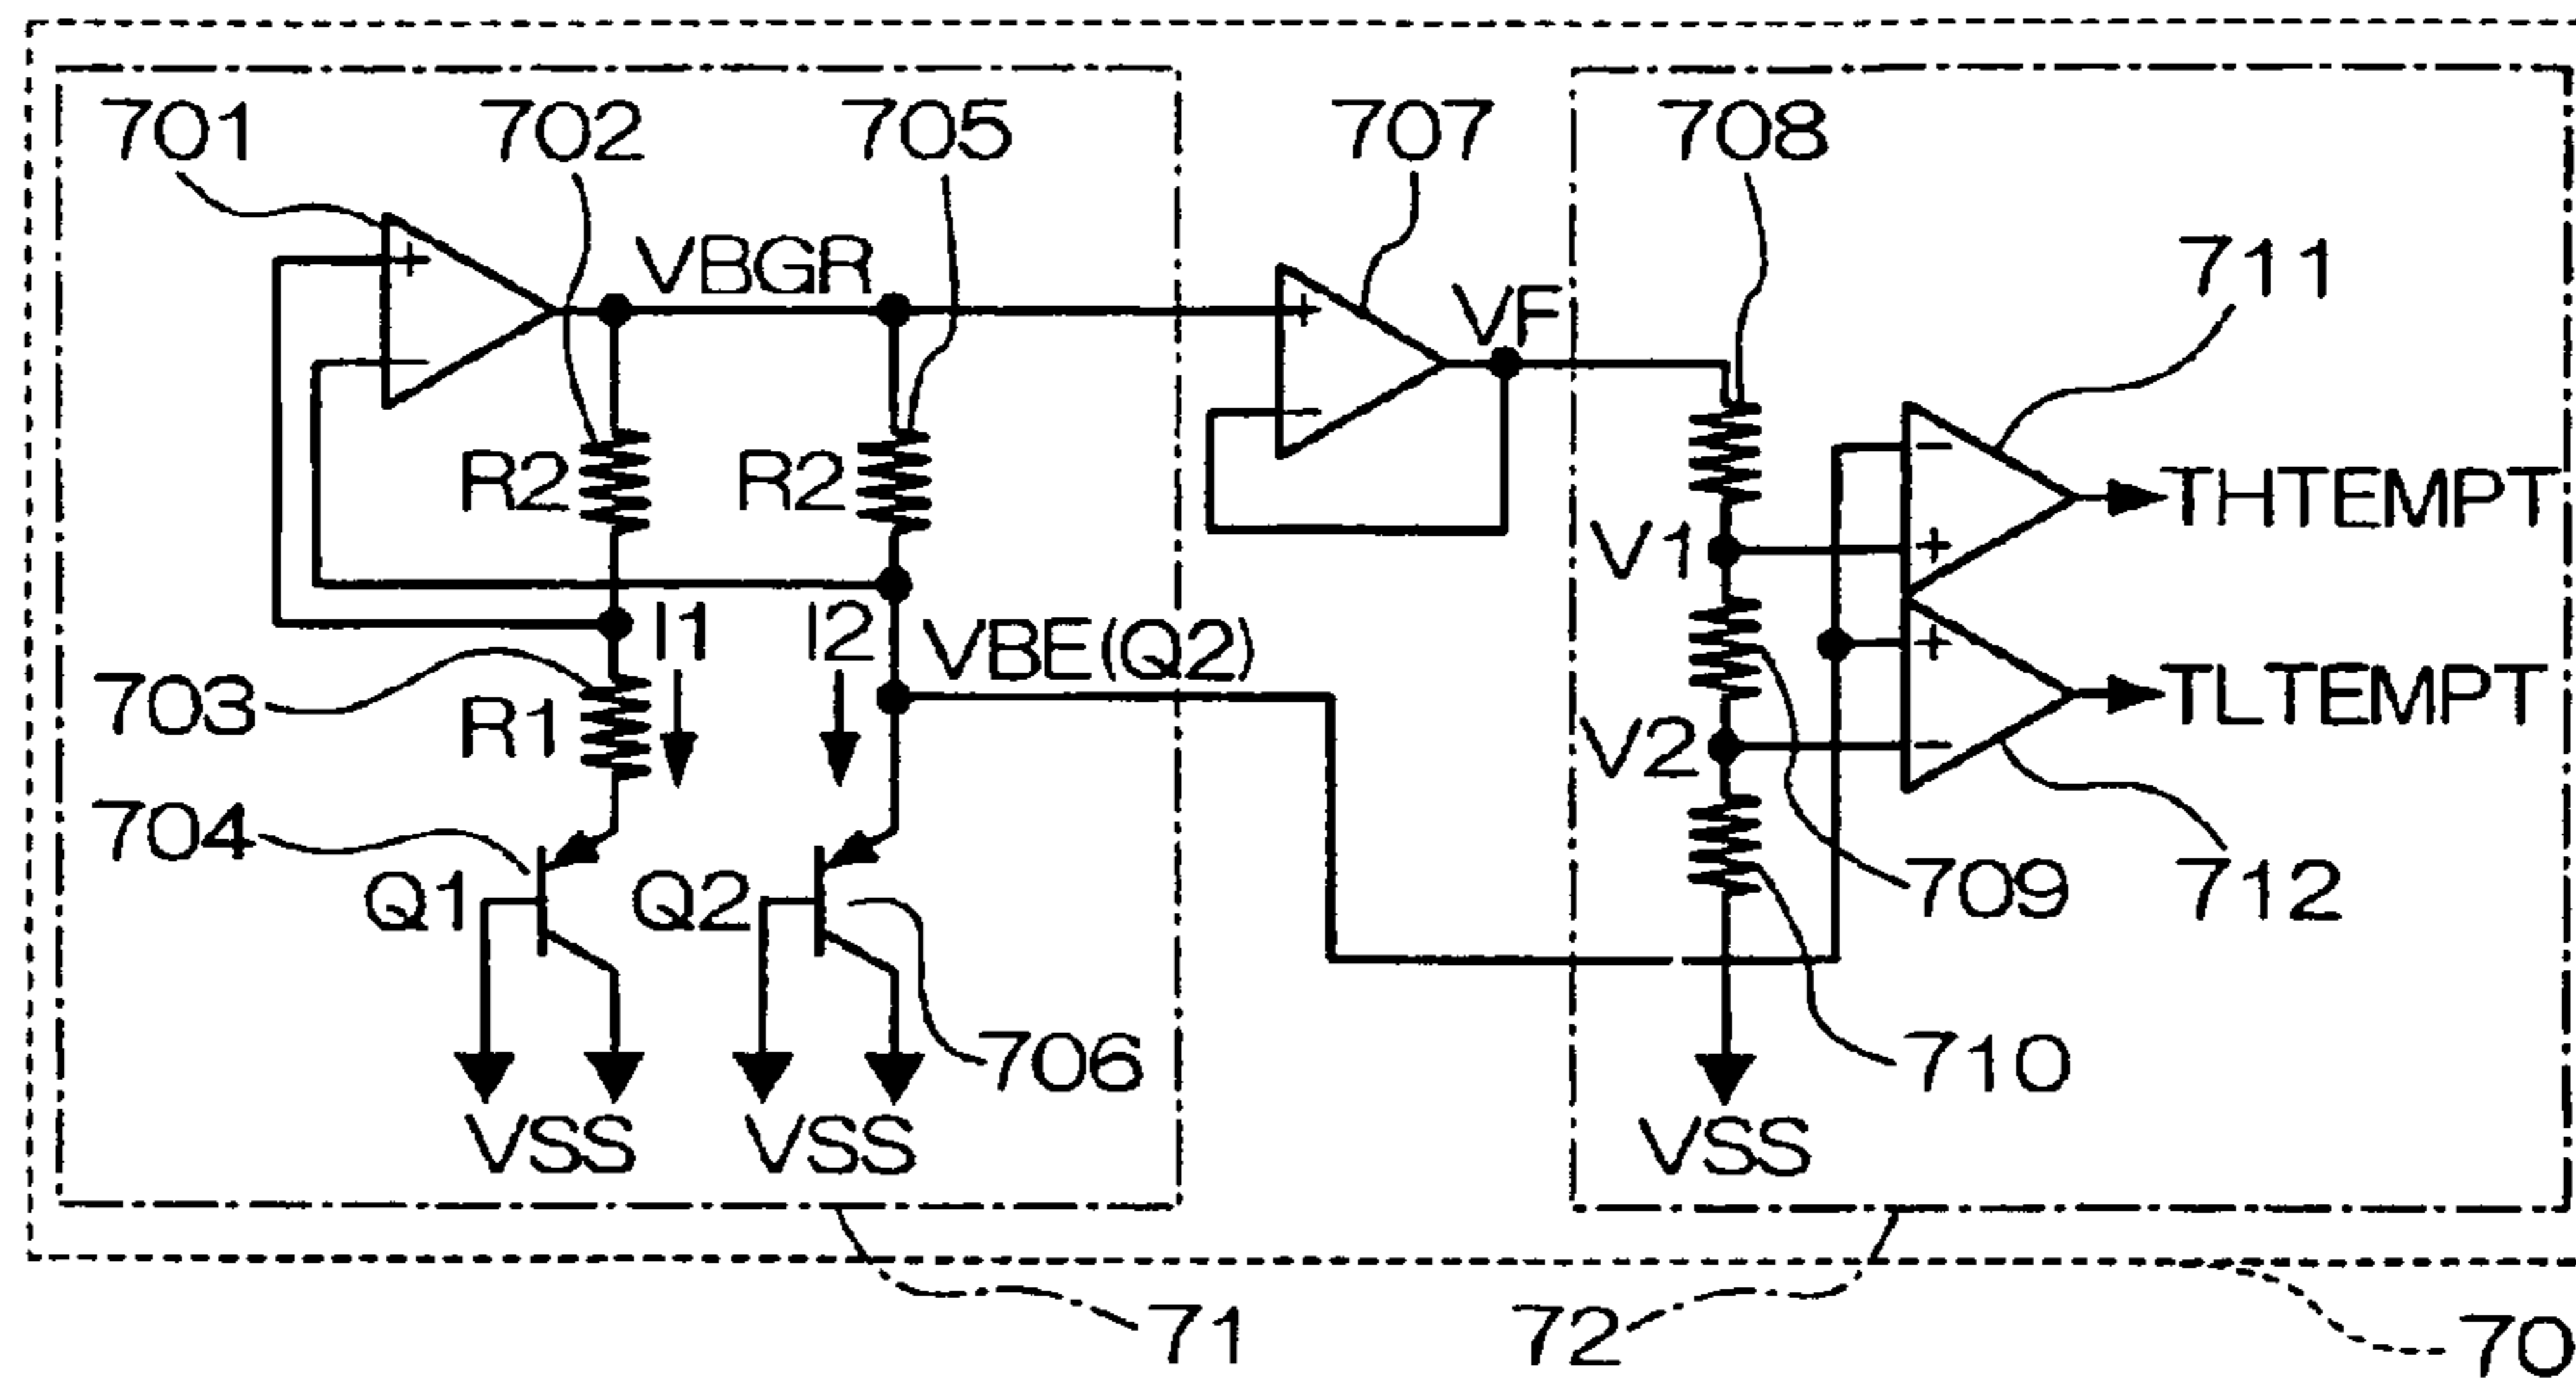 701
702
705
707
708
711
VBGR
VF
+
−
+
−
R2
R2
V1
−
+
THTEMPT
I1
I2
VBE(Q2)
703
R1
V2
+
−
TLTEMPT
704
Q1
Q2
709
712
706
710
VSS
VSS
VSS
71
72
70